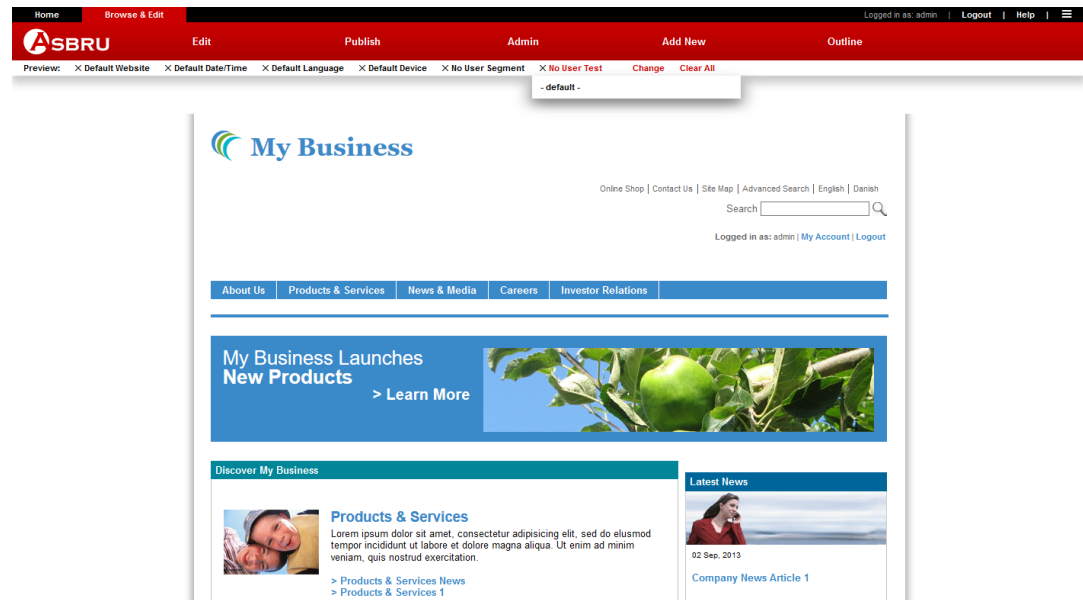 Home Browse & Edit Logged in as: admin | Logout | Help |
ASBRU Edit Publish Admin Add New Outline
Preview: Default Website Default Date/Time Default Language Default Device No User Segment No User Test Change Clear All
- default -
My Business
Online Shop | Contact Us | Site Map | Advanced Search | English | Danish
Search
Logged in as: admin | My Account | Logout
About Us Products & Services News & Media Careers Investor Relations
My Business Launches
New Products
> Learn More
Discover My Business
Latest News
Products & Services
Lorem ipsum dolor sit amet, consectetur adipisicing elit, sed do elusmod
tempor incididunt ut labore et dolore magna aliqua. Ut enim ad minim
veniam, quis nostrud exercitation.
02 Sep. 2013
Company News Article 1
> Products & Services News
> Products & Services 1